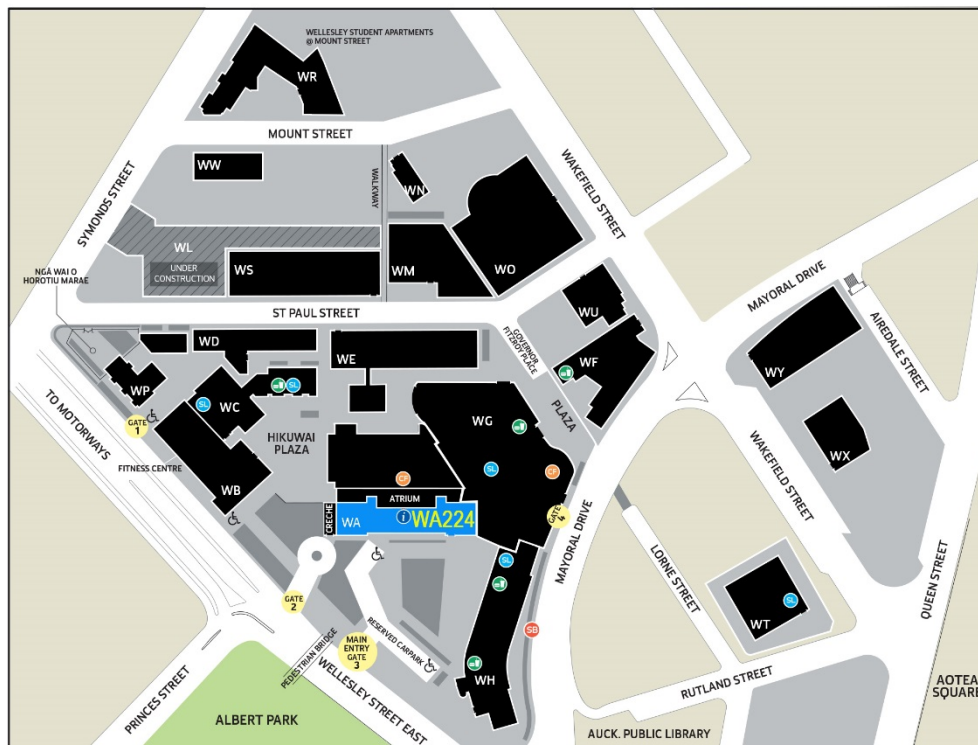 WELLESLEY STUDENT APARTMENTS
@ MOUNT STREET
WR
MOUNT STREET
SYMONDS STREET
WW
WALKWAY
WN
WAKEFIELD STREET
WL
UNDER
CONSTRUCTION
WS
WM
WO
NGĀ WAI O
HOROTIU MARAE
ST PAUL STREET
MAYORAL DRIVE
AIREDALE STREET
WU
GOVERNOR
FITZROY PLACE
WD
WE
WF
WY
WP
SL
WC
SL
TO MOTORWAYS
GATE
1
HIKUWAI
PLAZA
WG
PLAZA
WAKEFIELD STREET
WX
FITNESS CENTRE
WB
SL
CF
CF
ATRIUM
CRECHE
WA
i
WA224
GATE
4
MAYORAL DRIVE
LORNE STREET
QUEEN STREET
SL
WT
SL
GATE
2
SB
PEDESTRIAN BRIDGE
MAIN
ENTRY
GATE
3
RESERVED CARPARK
WH
RUTLAND STREET
PRINCES STREET
WELLESLEY STREET EAST
AOTEA
SQUARE
ALBERT PARK
AUCK. PUBLIC LIBRARY